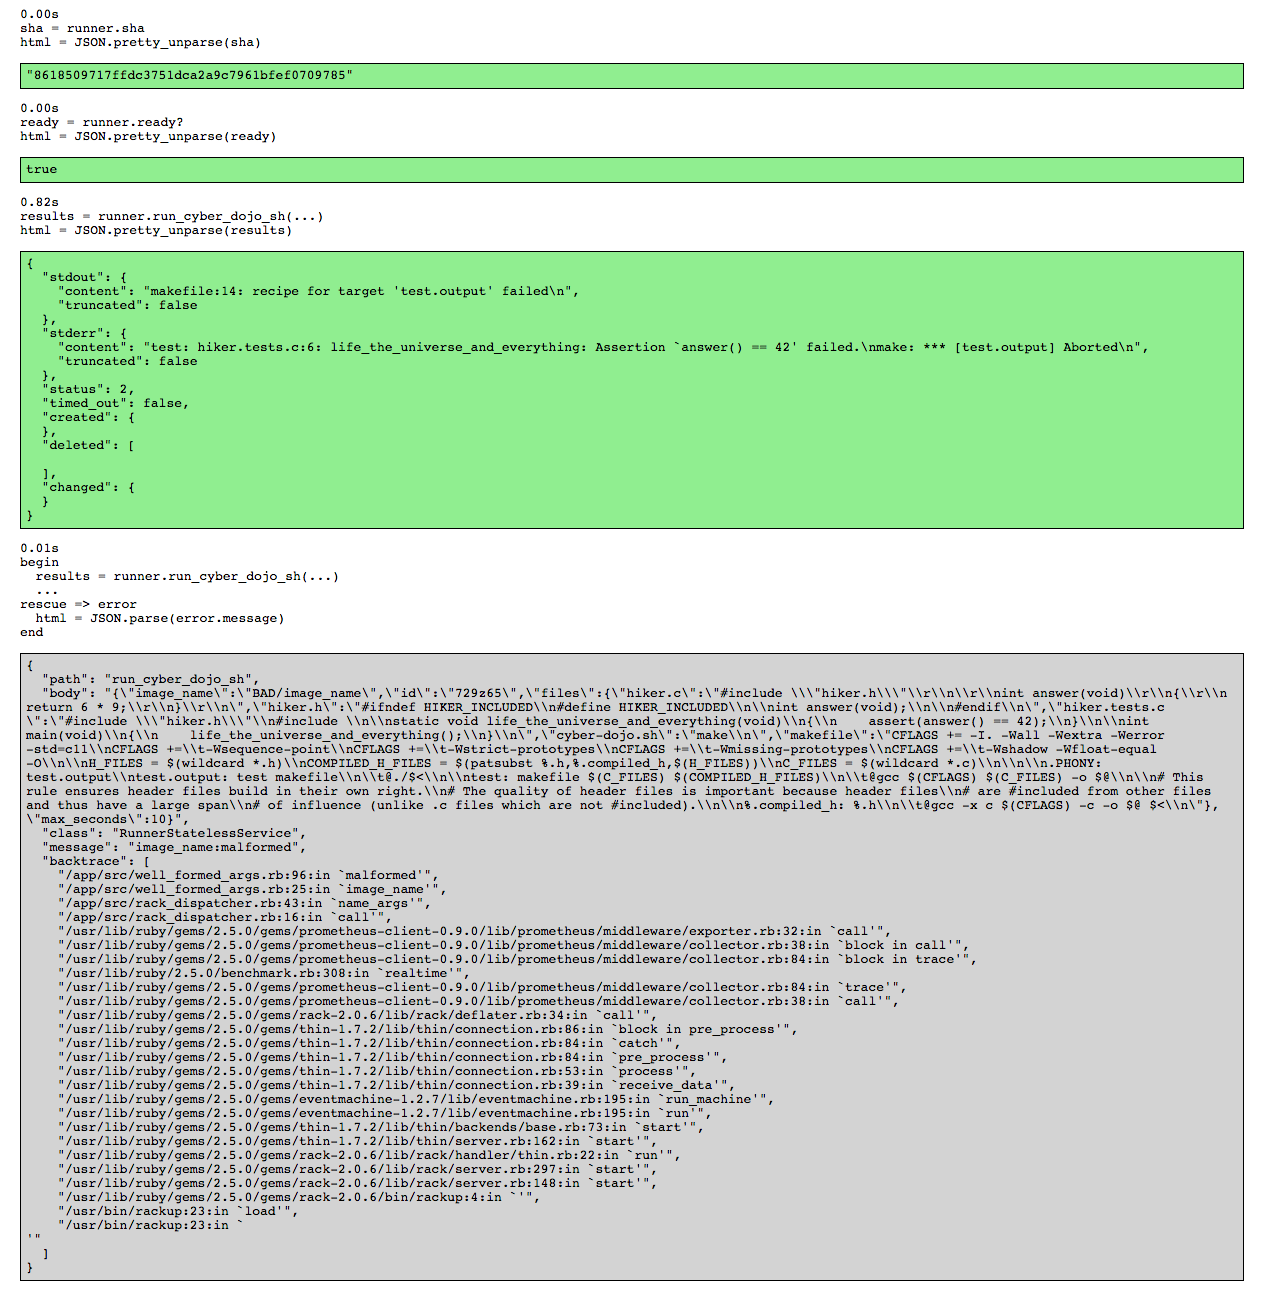 0.00s
sha = runner.sha
html = JSON.pretty_unparse(sha)
"8618509717ffdc3751dca2a9c7961bfef0709785"
0.00s
ready = runner.ready?
html = JSON.pretty_unparse(ready)
true
0.82s
results = runner.run_cyber_dojo_sh(...)
html = JSON.pretty_unparse(results)
{
  "stdout": {
    "content": "makefile:14: recipe for target 'test.output' failed\n",
    "truncated": false
  },
  "stderr": {
    "content": "test: hiker.tests.c:6: life_the_universe_and_everything: Assertion `answer() == 42' failed.\nmake: *** [test.output] Aborted\n",
    "truncated": false
  },
  "status": 2,
  "timed_out": false,
  "created": {
  },
  "deleted": [
  ],
  "changed": {
  }
}
0.01s
begin
  results = runner.run_cyber_dojo_sh(...)
  ...
rescue => error
  html = JSON.parse(error.message)
end
{
  "path": "run_cyber_dojo_sh",
  "body": "{\"image_name\":\"BAD/image_name\",\"id\":\"729z65\",\"files\":{\"hiker.c\":\"#include \\\"hiker.h\\\"\\r\\n\\r\\nint answer(void)\\r\\n{\\r\\n
return 6 * 9;\\r\\n}\\r\\n\",\"hiker.h\":\"#ifndef HIKER_INCLUDED\\n#define HIKER_INCLUDED\\n\\nint answer(void);\\n\\n#endif\\n\",\"hiker.tests.c
\":\"#include \\\"hiker.h\\\"\\n#include \\n\\nstatic void life_the_universe_and_everything(void)\\n{\\n    assert(answer() == 42);\\n}\\n\\nint
main(void)\\n{\\n    life_the_universe_and_everything();\\n}\\n\",\"cyber-dojo.sh\":\"make\\n\",\"makefile\":\"CFLAGS += -I. -Wall -Wextra -Werror
-std=c11\\nCFLAGS +=\\t-Wsequence-point\\nCFLAGS +=\\t-Wstrict-prototypes\\nCFLAGS +=\\t-Wmissing-prototypes\\nCFLAGS +=\\t-Wshadow -Wfloat-equal
-O\\n\\nH_FILES = $(wildcard *.h)\\nCOMPILED_H_FILES = $(patsubst %.h,%.compiled_h,$(H_FILES))\\nC_FILES = $(wildcard *.c)\\n\\n\\n.PHONY:
test.output\\ntest.output: test makefile\\n\\t@./$<\\n\\ntest: makefile $(C_FILES) $(COMPILED_H_FILES)\\n\\t@gcc $(CFLAGS) $(C_FILES) -o $@\\n\\n# This
rule ensures header files build in their own right.\\n# The quality of header files is important because header files\\n# are #included from other files
and thus have a large span\\n# of influence (unlike .c files which are not #included).\\n\\n%.compiled_h: %.h\\n\\t@gcc -x c $(CFLAGS) -c -o $@ $<\\n\"},
\"max_seconds\":10}",
  "class": "RunnerStatelessService",
  "message": "image_name:malformed",
  "backtrace": [
    "/app/src/well_formed_args.rb:96:in `malformed'",
    "/app/src/well_formed_args.rb:25:in `image_name'",
    "/app/src/rack_dispatcher.rb:43:in `name_args'",
    "/app/src/rack_dispatcher.rb:16:in `call'",
    "/usr/lib/ruby/gems/2.5.0/gems/prometheus-client-0.9.0/lib/prometheus/middleware/exporter.rb:32:in `call'",
    "/usr/lib/ruby/gems/2.5.0/gems/prometheus-client-0.9.0/lib/prometheus/middleware/collector.rb:38:in `block in call'",
    "/usr/lib/ruby/gems/2.5.0/gems/prometheus-client-0.9.0/lib/prometheus/middleware/collector.rb:84:in `block in trace'",
    "/usr/lib/ruby/2.5.0/benchmark.rb:308:in `realtime'",
    "/usr/lib/ruby/gems/2.5.0/gems/prometheus-client-0.9.0/lib/prometheus/middleware/collector.rb:84:in `trace'",
    "/usr/lib/ruby/gems/2.5.0/gems/prometheus-client-0.9.0/lib/prometheus/middleware/collector.rb:38:in `call'",
    "/usr/lib/ruby/gems/2.5.0/gems/rack-2.0.6/lib/rack/deflater.rb:34:in `call'",
    "/usr/lib/ruby/gems/2.5.0/gems/thin-1.7.2/lib/thin/connection.rb:86:in `block in pre_process'",
    "/usr/lib/ruby/gems/2.5.0/gems/thin-1.7.2/lib/thin/connection.rb:84:in `catch'",
    "/usr/lib/ruby/gems/2.5.0/gems/thin-1.7.2/lib/thin/connection.rb:84:in `pre_process'",
    "/usr/lib/ruby/gems/2.5.0/gems/thin-1.7.2/lib/thin/connection.rb:53:in `process'",
    "/usr/lib/ruby/gems/2.5.0/gems/thin-1.7.2/lib/thin/connection.rb:39:in `receive_data'",
    "/usr/lib/ruby/gems/2.5.0/gems/eventmachine-1.2.7/lib/eventmachine.rb:195:in `run_machine'",
    "/usr/lib/ruby/gems/2.5.0/gems/eventmachine-1.2.7/lib/eventmachine.rb:195:in `run'",
    "/usr/lib/ruby/gems/2.5.0/gems/thin-1.7.2/lib/thin/backends/base.rb:73:in `start'",
    "/usr/lib/ruby/gems/2.5.0/gems/thin-1.7.2/lib/thin/server.rb:162:in `start'",
    "/usr/lib/ruby/gems/2.5.0/gems/rack-2.0.6/lib/rack/handler/thin.rb:22:in `run'",
    "/usr/lib/ruby/gems/2.5.0/gems/rack-2.0.6/lib/rack/server.rb:297:in `start'",
    "/usr/lib/ruby/gems/2.5.0/gems/rack-2.0.6/lib/rack/server.rb:148:in `start'",
    "/usr/lib/ruby/gems/2.5.0/gems/rack-2.0.6/bin/rackup:4:in `'",
    "/usr/bin/rackup:23:in `load'",
    "/usr/bin/rackup:23:in `
'"
  ]
}